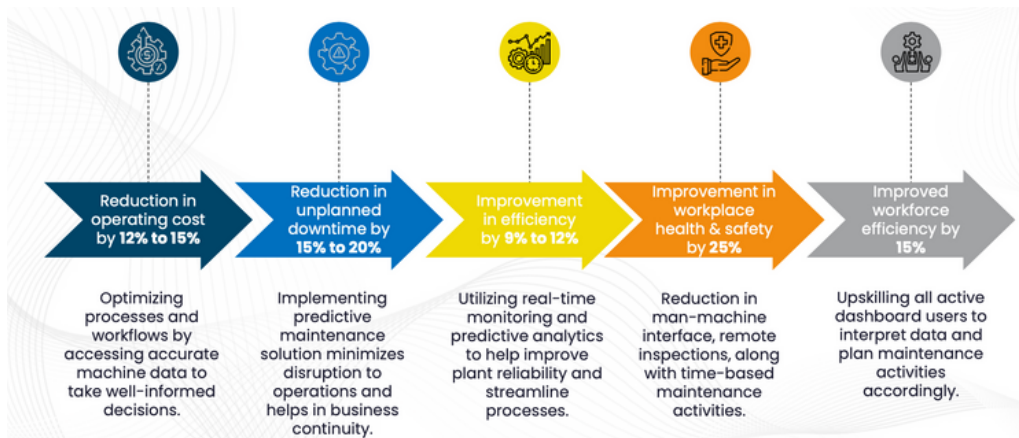 Reduction in
operating cost
by 12% to 15%
Reduction in
unplanned
downtime by
15% to 20%
Improvement
in efficiency
by 9% to 12%
Improvement in
workplace
health & safety
by 25%
Improved
workforce
efficiency by
15%
Optimizing
processes and
workflows by
accessing accurate
machine data to
take well-informed
decisions.
Implementing
predictive
maintenance
solution minimizes
disruption to
operations and
helps in business
continuity.
Utilizing real-time
monitoring and
predictive analytics
to help improve
plant reliability and
streamline
processes.
Reduction in
man-machine
interface, remote
inspections, along
with time-based
maintenance
activities.
Upskilling all active
dashboard users to
interpret data and
plan maintenance
activities
accordingly.